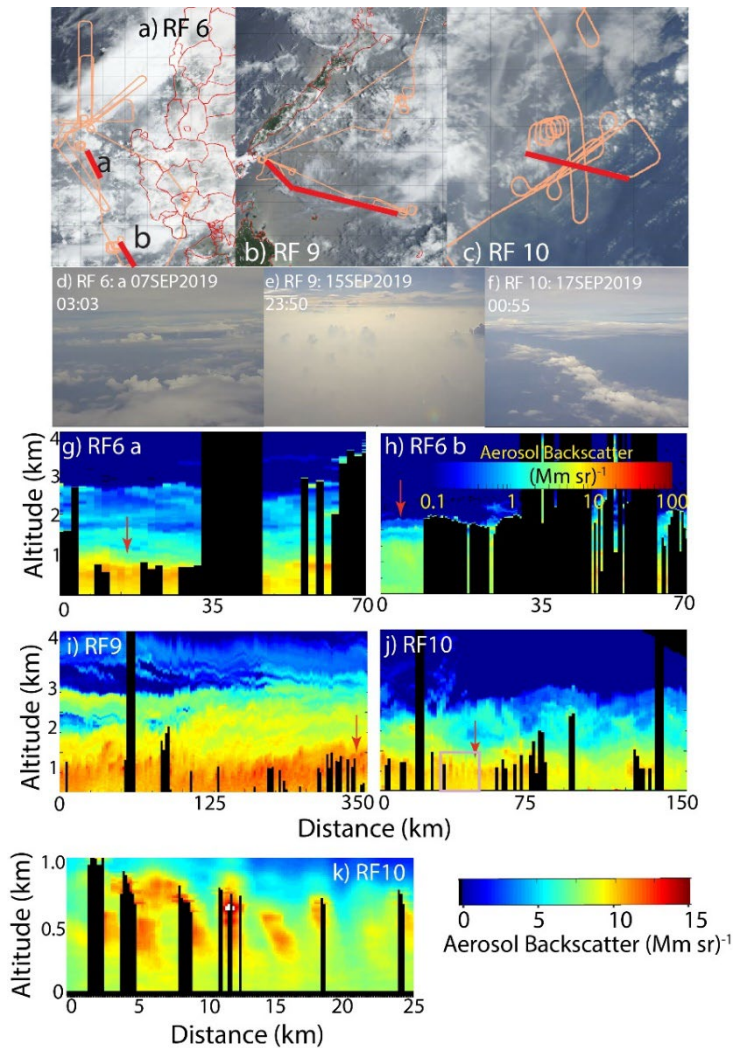 a) RF 6
a
b
b) RF 9
c) RF 10
d) RF 6: a 07SEP2019
03:03
e) RF 9: 15SEP2019
23:50
f) RF 10: 17SEP2019
00:55
g) RF6 a
4
3
2
1
0
35
70
Altitude (km)
h) RF6 b
Aerosol Backscatter
(Mm sr)-1
0.1
1
10
100
0
35
70
i) RF9
4
3
2
1
0
125
350
Altitude (km)
j) RF10
0
75
150
Distance (km)
k) RF10
1.0
0.5
0
0
5
10
15
20
25
Altitude (km)
Distance (km)
0
5
10
15
Aerosol Backscatter (Mm sr)-1